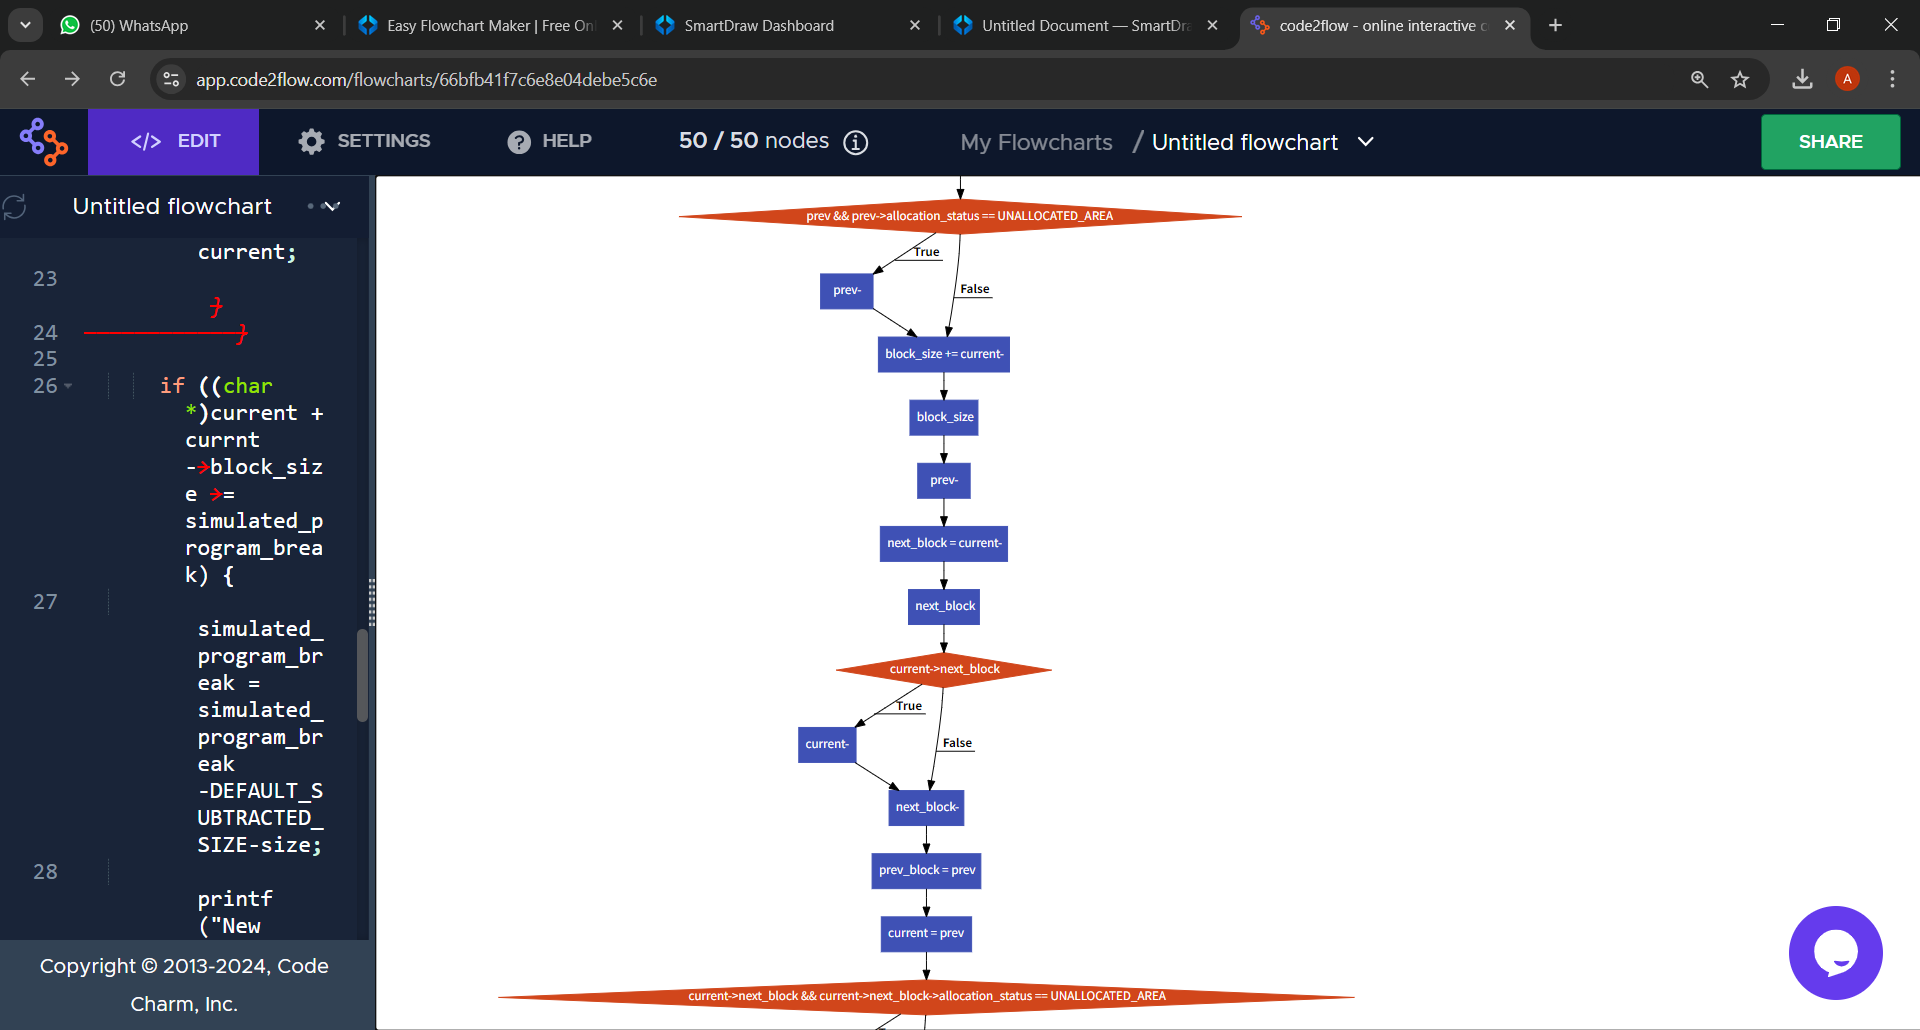 (50) WhatsApp
Easy Flowchart Maker | Free On
SmartDraw Dashboard
Untitled Document — SmartDra
code2flow - online interactive c
app.code2flow.com/flowcharts/66bfb41f7c6e8e04debe5c6e
A
</> EDIT
SETTINGS
HELP
50 / 50 nodes
My Flowcharts / Untitled flowchart
SHARE
Untitled flowchart
current;
23
}
24 }
25
26 if ((char
*)current +
currnt
->block_siz
e >=
simulated_p
rogram_brea
k) {
27
simulated_
program_br
eak =
simulated_
program_br
eak
-DEFAULT_S
UBTRACTED_
SIZE-size;
28
printf
("New
Copyright © 2013-2024, Code
Charm, Inc.
prev && prev->allocation_status == UNALLOCATED_AREA
True
prev-
False
block_size += current-
block_size
prev-
next_block = current-
next_block
current->next_block
True
current-
False
next_block-
prev_block = prev
current = prev
current->next_block && current->next_block->allocation_status == UNALLOCATED_AREA